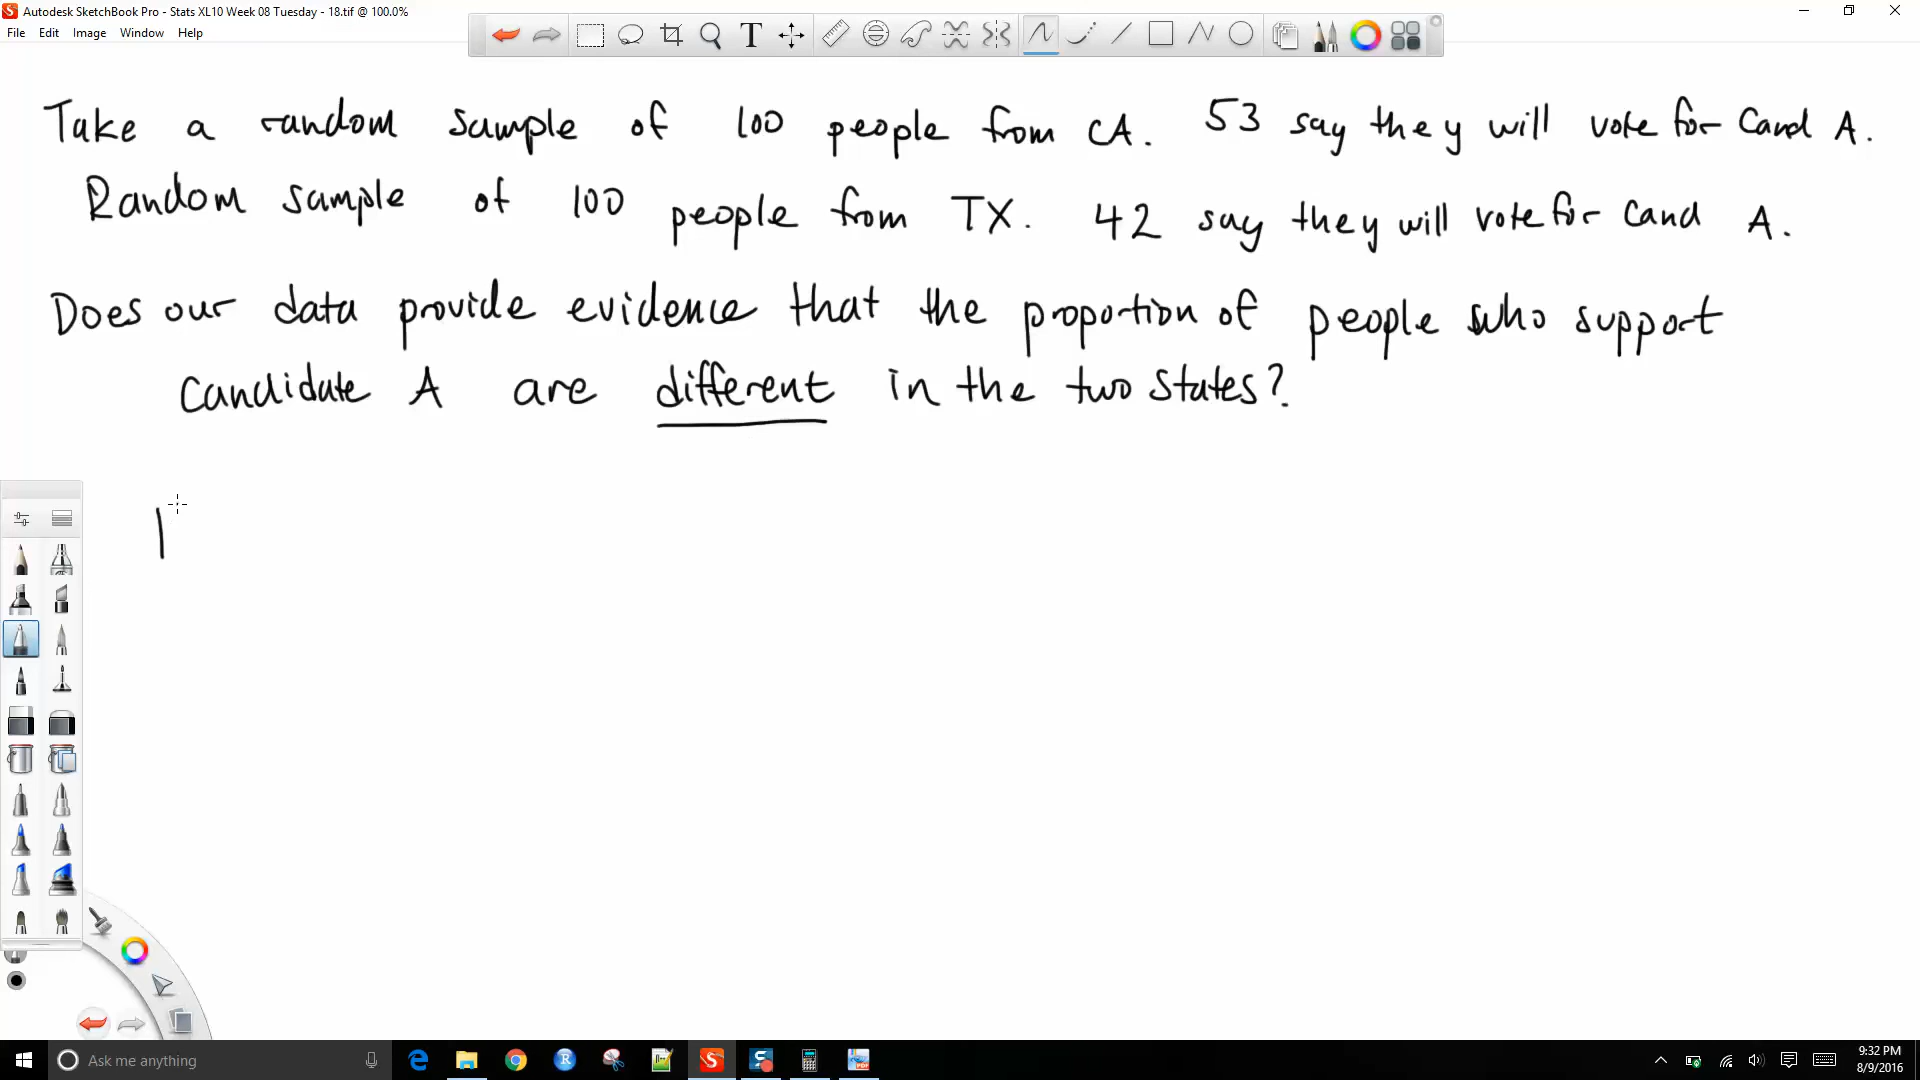 Autodesk SketchBook Pro - Stats XL10 Week 08 Tuesday - 18.tif @ 100.0%
File Edit Image Window Help
T
Take a random sample of 100 people from CA. 53 say they will vote for Cand A.
Random sample of 100 people from TX. 42 say they will vote for Cand A.
Does our data provide evidence that the proportion of people who support
candidate A are different in the two states?
Ask me anything
9:32 PM
8/9/2016